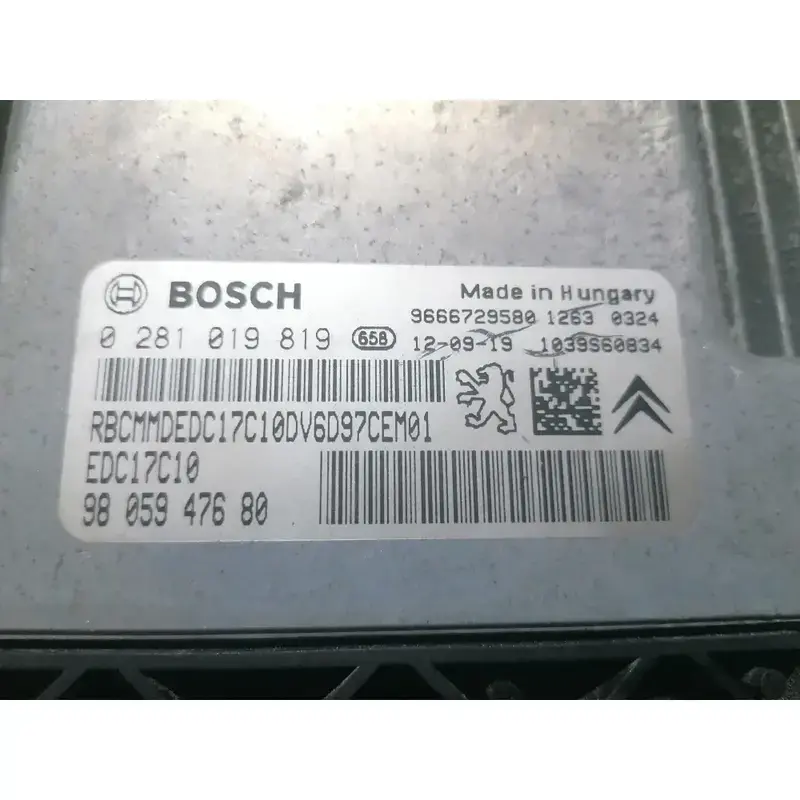 BOSCH
Made in Hungary
9666729580 1263 0324
0 281 019 819 658
12-09-19 1039S60834
RBCMMDEDC17C10DV6D97CEM01
EDC17C10
98 059 476 80